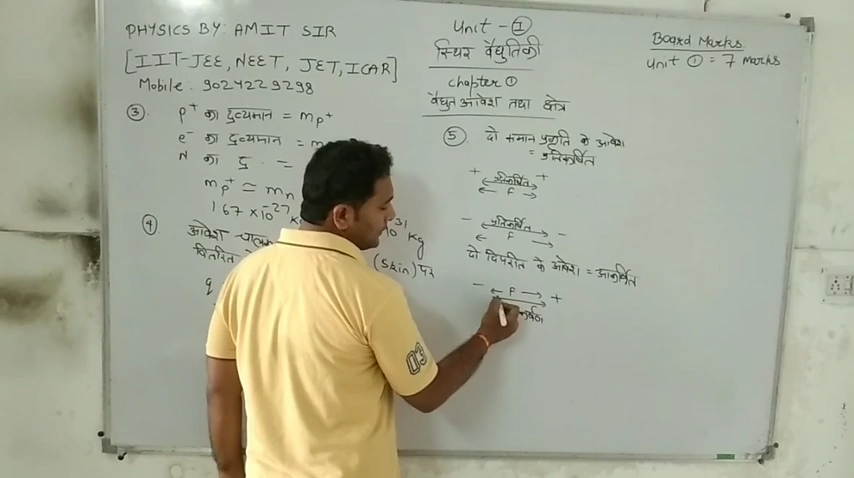 PHYSICS BY: AMIT SIR
[IIT-JEE, NEET, JET, ICAR]
Mobile: 9024229298
③ p⁺ का द्रव्यमान = mp⁺
e⁻ का द्रव्यमान = m
N का द्र. =
mp⁺ ≃ mn
1.67 × 10⁻²⁷ K
10⁻³¹ Kg
④ आवेश चालक
वितरित
(skin) पर
q
Unit - ①
स्थिर वैद्युतिकी
chapter ①
वैद्युत आवेश तथा क्षेत्र
⑤ दो समान प्रकृति के आवेश
= प्रतिकर्षित
+ प्रतिकर्षित +
F
- प्रतिकर्षित -
F
दो विपरीत के आवेश = आकर्षित
- F +
Board Marks
Unit ① = 7 Marks
03